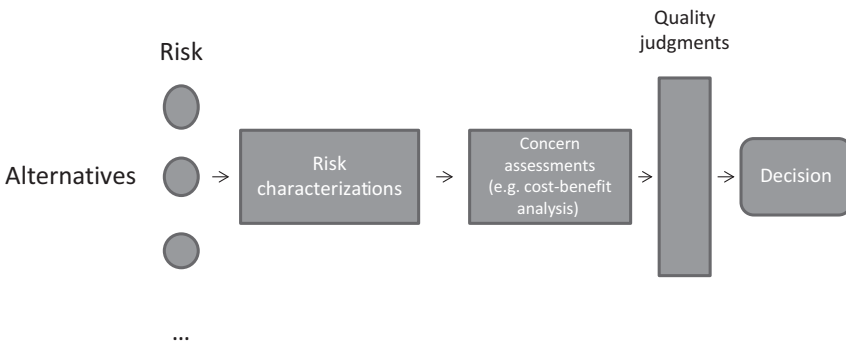 Quality
judgments
Risk
Alternatives
Risk
characterizations
Concern
assessments
(e.g. cost-benefit
analysis)
Decision
...